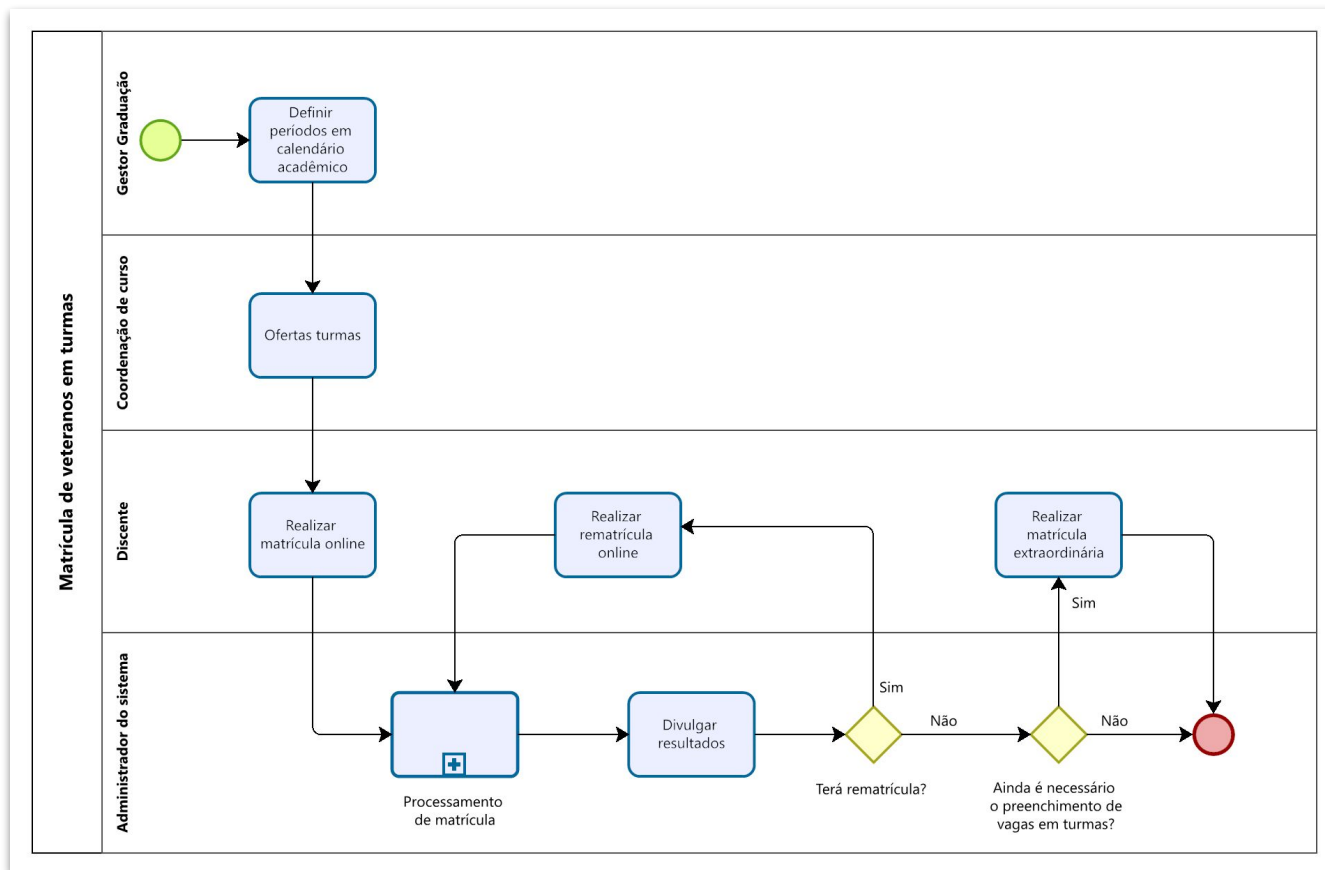 Matrícula de veteranos em turmas
Gestor Graduação
Definir
períodos em
calendário
acadêmico
Coordenação de curso
Ofertas turmas
Discente
Realizar
matrícula online
Realizar
rematrícula
online
Realizar
matrícula
extraordinária
Sim
Administrador do sistema
Processamento
de matrícula
Divulgar
resultados
Sim
Não
Terá rematrícula?
Não
Ainda é necessário
o preenchimento de
vagas em turmas?